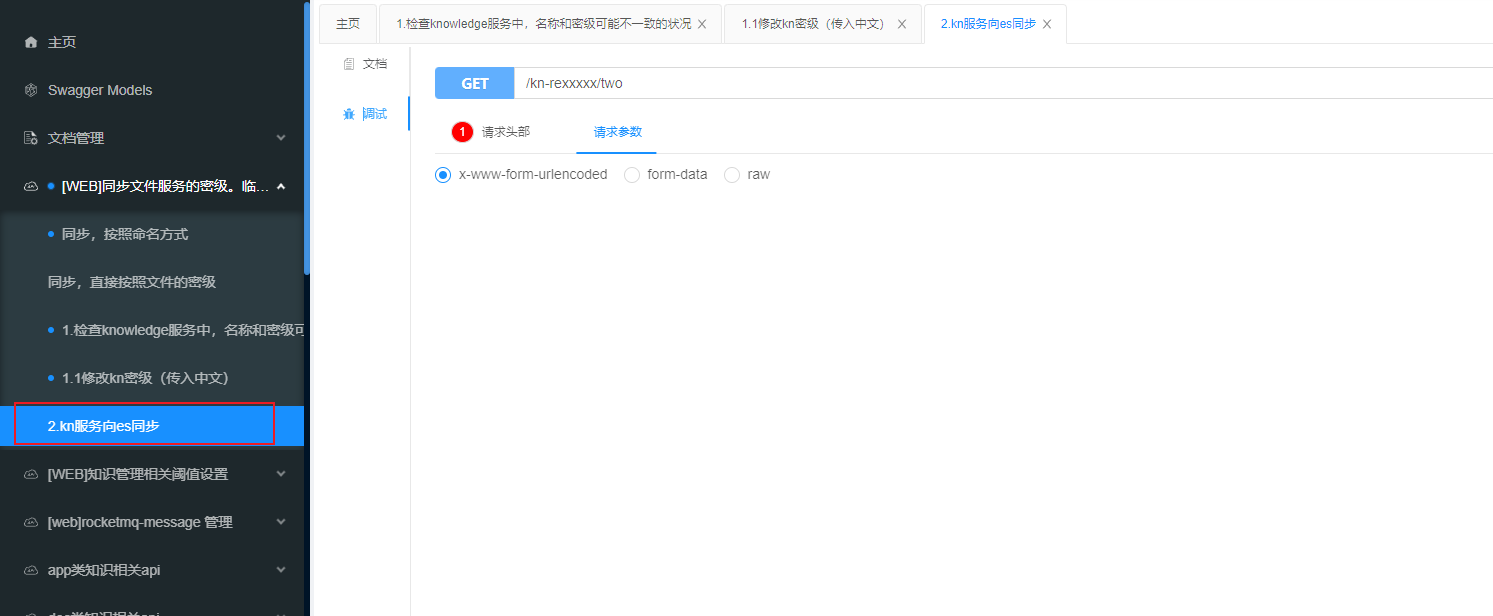 主页
Swagger Models
文档管理
[WEB]同步文件服务的密级。临...
同步，按照命名方式
同步，直接按照文件的密级
1.检查knowledge服务中，名称和密级可
1.1修改kn密级（传入中文）
2.kn服务向es同步
[WEB]知识管理相关阈值设置
[web]rocketmq-message 管理
app类知识相关api
主页
1.检查knowledge服务中，名称和密级可能不一致的状况
1.1修改kn密级（传入中文）
2.kn服务向es同步
文档
调试
GET
/kn-rexxxxx/two
1 请求头部
请求参数
x-www-form-urlencoded
form-data
raw